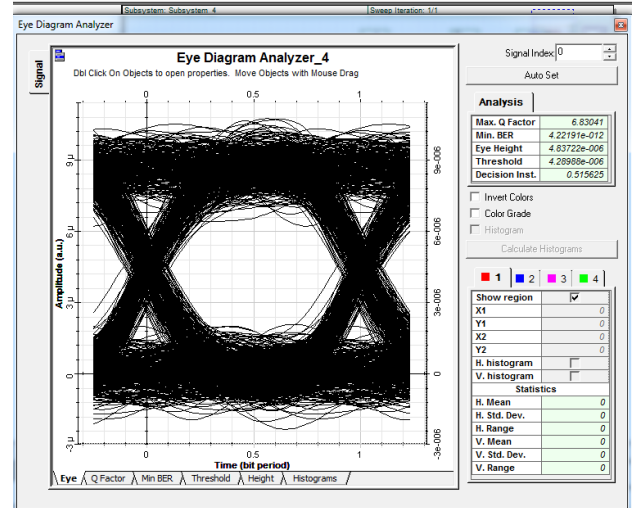 Subsystem: Subsystem_4 Sweep Iteration: 1/1
Eye Diagram Analyzer
Signal
Eye Diagram Analyzer_4
Dbl Click On Objects to open properties. Move Objects with Mouse Drag
0 0.5 1
9 µ
6 µ
3 µ
0
-3 µ
Amplitude (a.u.)
9e-006
6e-006
3e-006
0
-3e-006
0 0.5 1
Time (bit period)
Eye Q Factor Min BER Threshold Height Histograms
Signal Index: 0
Auto Set
Analysis
Max. Q Factor 6.83041
Min. BER 4.22191e-012
Eye Height 4.83722e-006
Threshold 4.28988e-006
Decision Inst. 0.515625
Invert Colors
Color Grade
Histogram
Calculate Histograms
1 2 3 4
Show region
X1 0
Y1 0
X2 0
Y2 0
H. histogram
V. histogram
Statistics
H. Mean 0
H. Std. Dev. 0
H. Range 0
V. Mean 0
V. Std. Dev. 0
V. Range 0